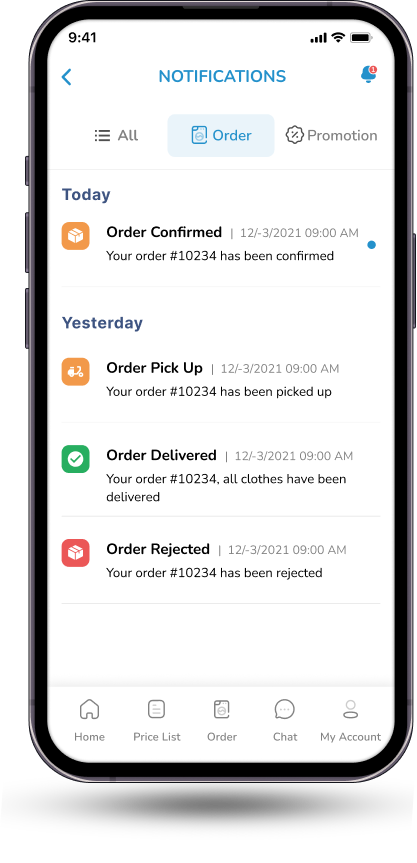 9:41
NOTIFICATIONS
1
All
Order
Promotion
Today
Order Confirmed | 12/-3/2021 09:00 AM
Your order #10234 has been confirmed
Yesterday
Order Pick Up | 12/-3/2021 09:00 AM
Your order #10234 has been picked up
Order Delivered | 12/-3/2021 09:00 AM
Your order #10234, all clothes have been
delivered
Order Rejected | 12/-3/2021 09:00 AM
Your order #10234 has been rejected
Home
Price List
Order
Chat
My Account